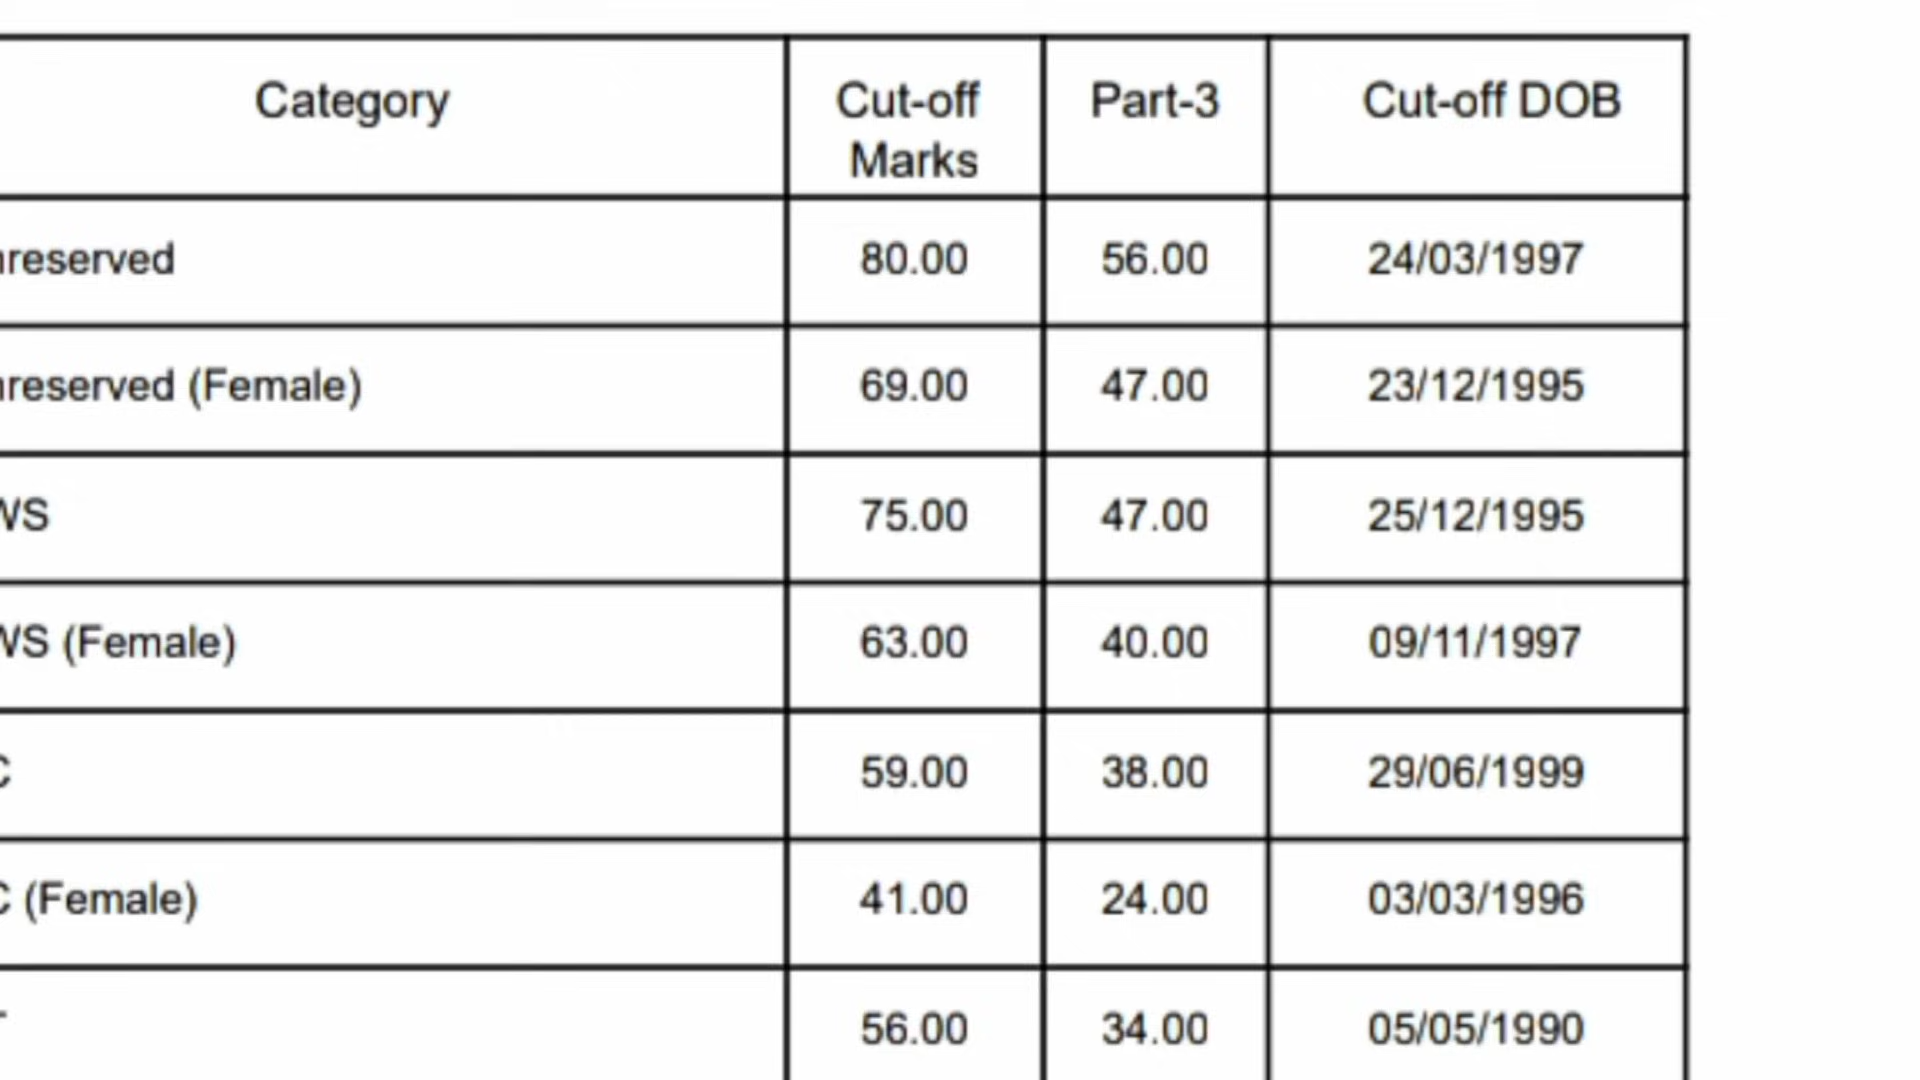 Category Cut-off Part-3 Cut-off DOB
Marks
nreserved 80.00 56.00 24/03/1997
nreserved (Female) 69.00 47.00 23/12/1995
WS 75.00 47.00 25/12/1995
WS (Female) 63.00 40.00 09/11/1997
C 59.00 38.00 29/06/1999
C (Female) 41.00 24.00 03/03/1996
56.00 34.00 05/05/1990